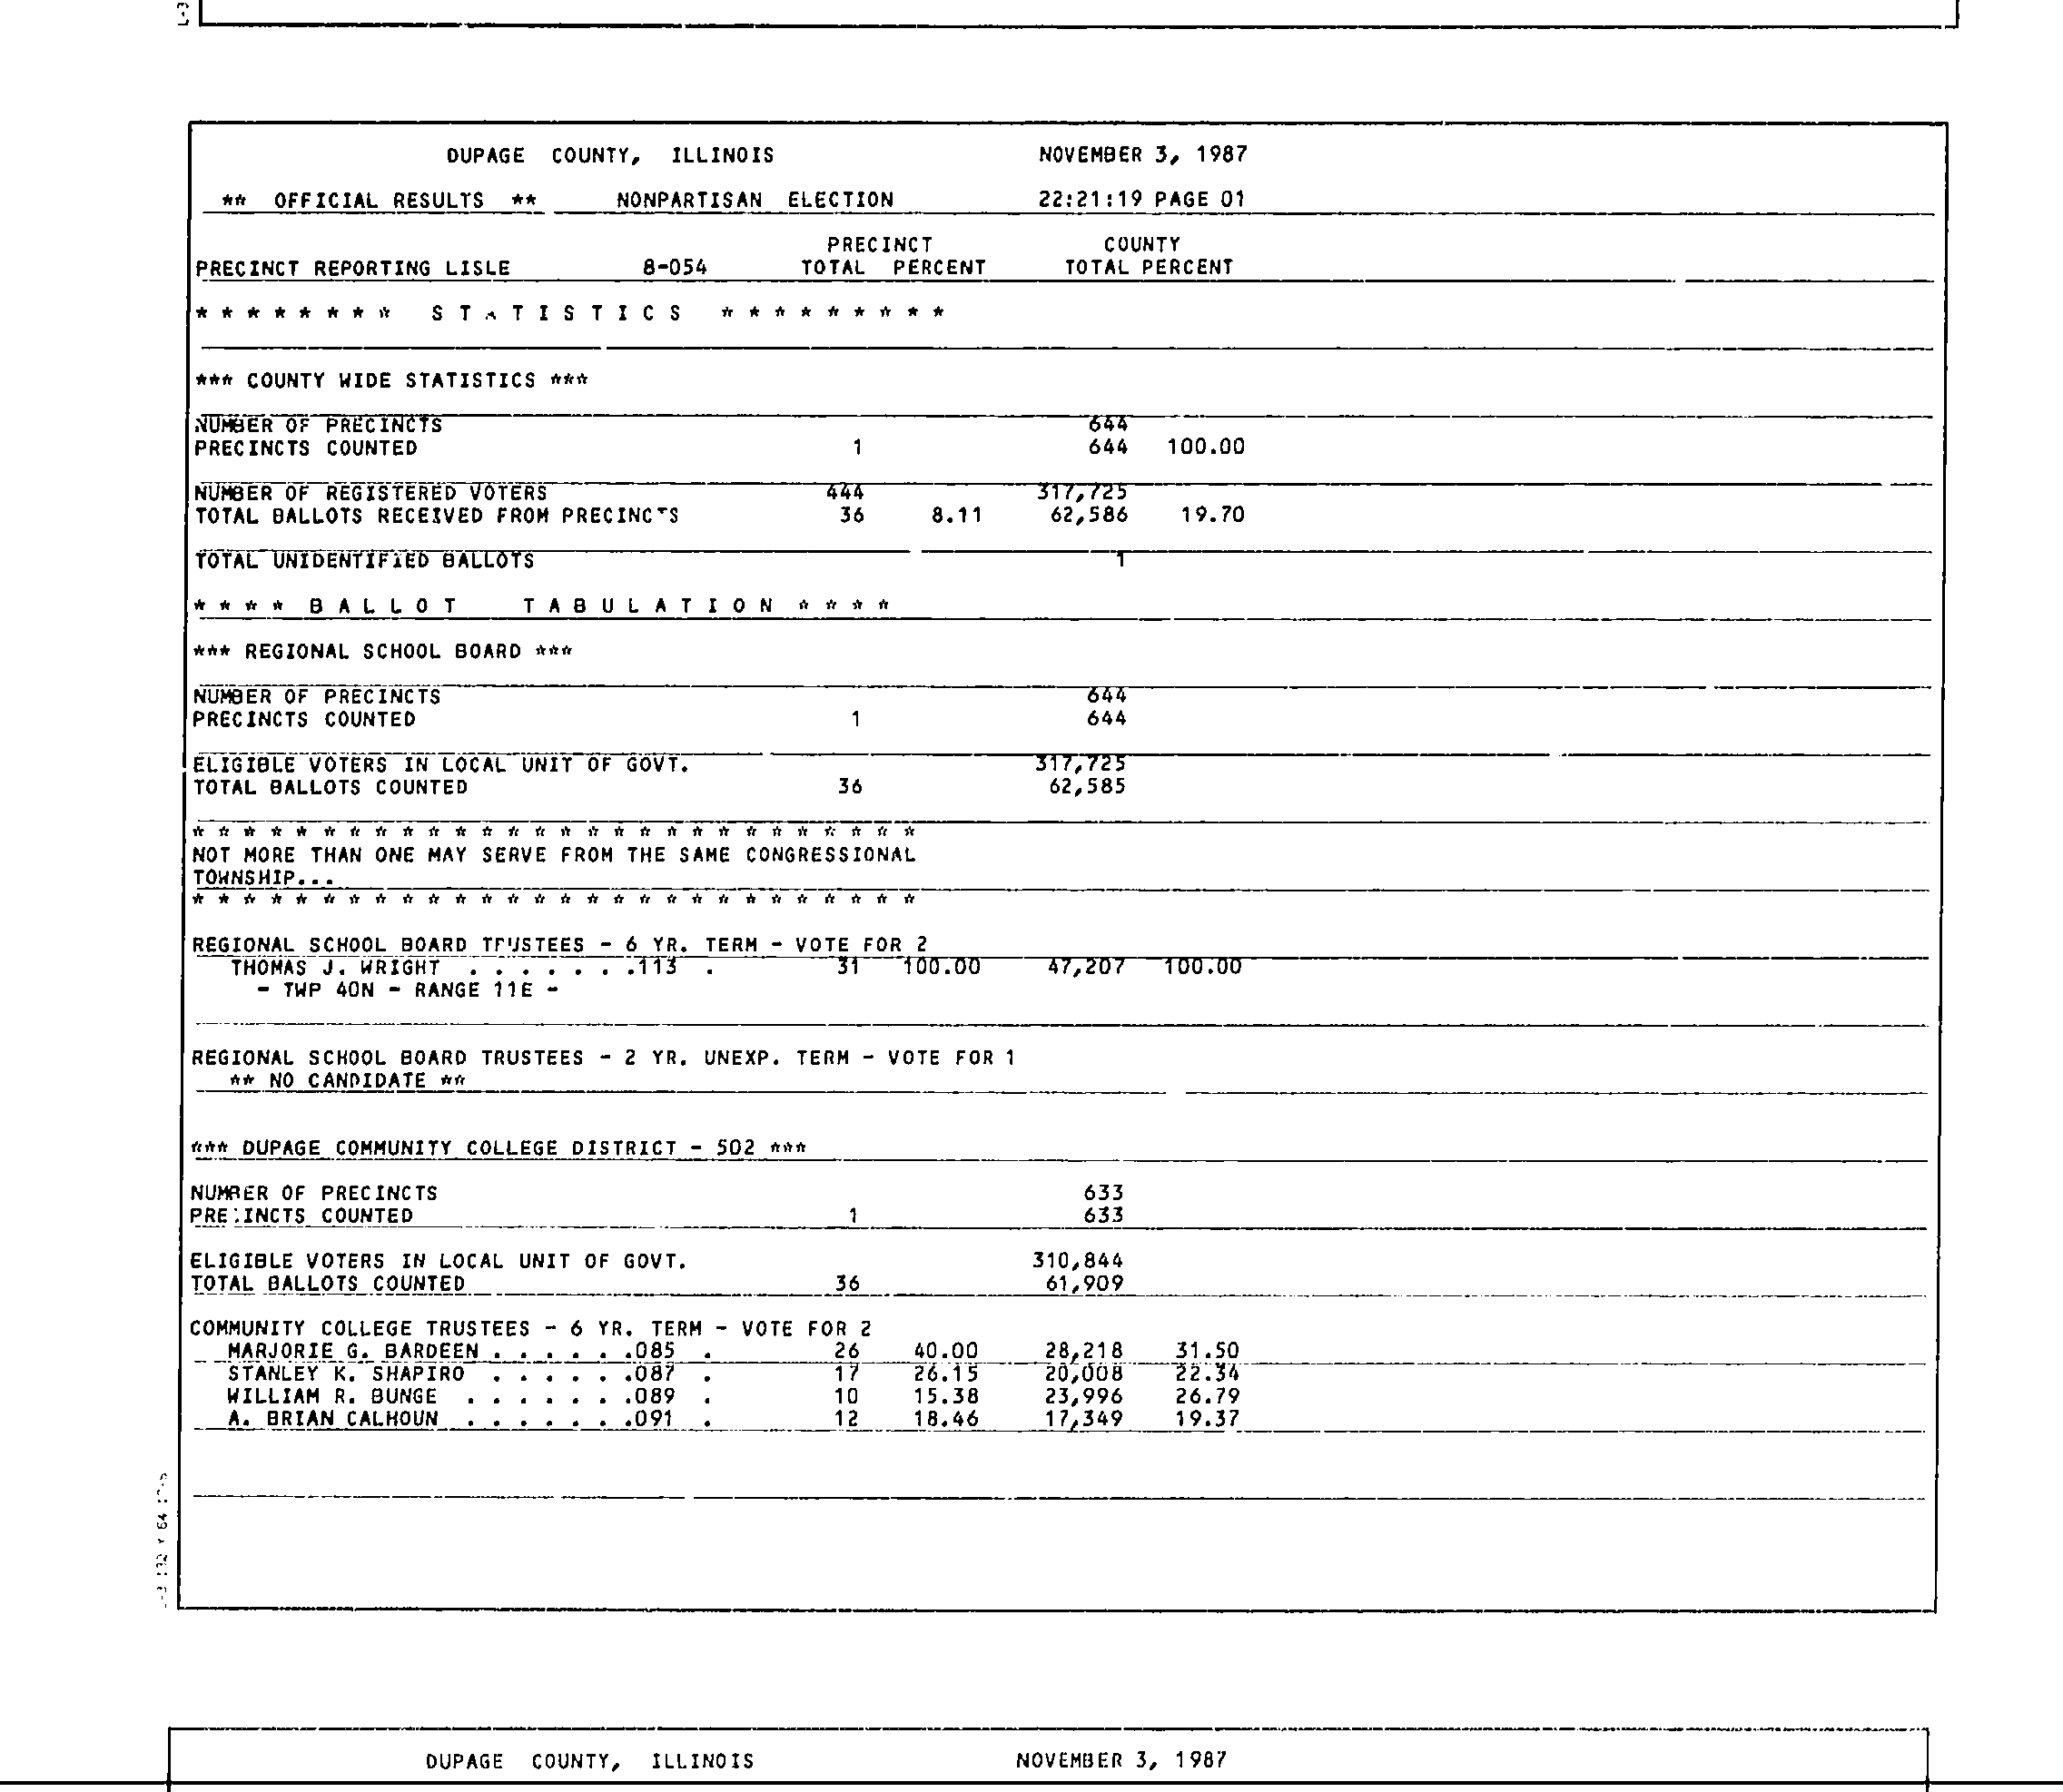 DUPAGE COUNTY, ILLINOIS NOVEMBER 3, 1987
** OFFICIAL RESULTS ** NONPARTISAN ELECTION 22:21:19 PAGE 01
PRECINCT COUNTY
PRECINCT REPORTING LISLE 8-054 TOTAL PERCENT TOTAL PERCENT
* * * * * * * * S T A T I S T I C S * * * * * * * * *
*** COUNTY WIDE STATISTICS ***
NUMBER OF PRECINCTS 644
PRECINCTS COUNTED 1 644 100.00
NUMBER OF REGISTERED VOTERS 444 317,725
TOTAL BALLOTS RECEIVED FROM PRECINCTS 36 8.11 62,586 19.70
TOTAL UNIDENTIFIED BALLOTS 1
* * * * B A L L O T T A B U L A T I O N * * * *
*** REGIONAL SCHOOL BOARD ***
NUMBER OF PRECINCTS 644
PRECINCTS COUNTED 1 644
ELIGIBLE VOTERS IN LOCAL UNIT OF GOVT. 317,725
TOTAL BALLOTS COUNTED 36 62,585
* * * * * * * * * * * * * * * * * * * * * * * * * * * *
NOT MORE THAN ONE MAY SERVE FROM THE SAME CONGRESSIONAL
TOWNSHIP...
* * * * * * * * * * * * * * * * * * * * * * * * * * * *
REGIONAL SCHOOL BOARD TRUSTEES - 6 YR. TERM - VOTE FOR 2
THOMAS J. WRIGHT . . . . . . .113 . 31 100.00 47,207 100.00
- TWP 40N - RANGE 11E -
REGIONAL SCHOOL BOARD TRUSTEES - 2 YR. UNEXP. TERM - VOTE FOR 1
** NO CANDIDATE **
*** DUPAGE COMMUNITY COLLEGE DISTRICT - 502 ***
NUMBER OF PRECINCTS 633
PRECINCTS COUNTED 1 633
ELIGIBLE VOTERS IN LOCAL UNIT OF GOVT. 310,844
TOTAL BALLOTS COUNTED 36 61,909
COMMUNITY COLLEGE TRUSTEES - 6 YR. TERM - VOTE FOR 2
MARJORIE G. BARDEEN . . . . . .085 . 26 40.00 28,218 31.50
STANLEY K. SHAPIRO . . . . . .087 . 17 26.15 20,008 22.34
WILLIAM R. BUNGE . . . . . . .089 . 10 15.38 23,996 26.79
A. BRIAN CALHOUN . . . . . . .091 . 12 18.46 17,349 19.37
DUPAGE COUNTY, ILLINOIS NOVEMBER 3, 1987